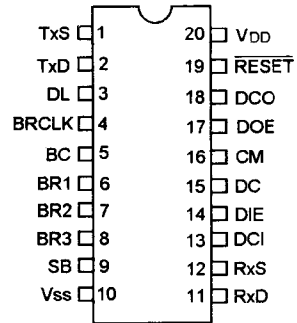 TxS 1 20 VDD
TxD 2 19 RESET
DL 3 18 DCO
BRCLK 4 17 DOE
BC 5 16 CM
BR1 6 15 DC
BR2 7 14 DIE
BR3 8 13 DCI
SB 9 12 RxS
Vss 10 11 RxD